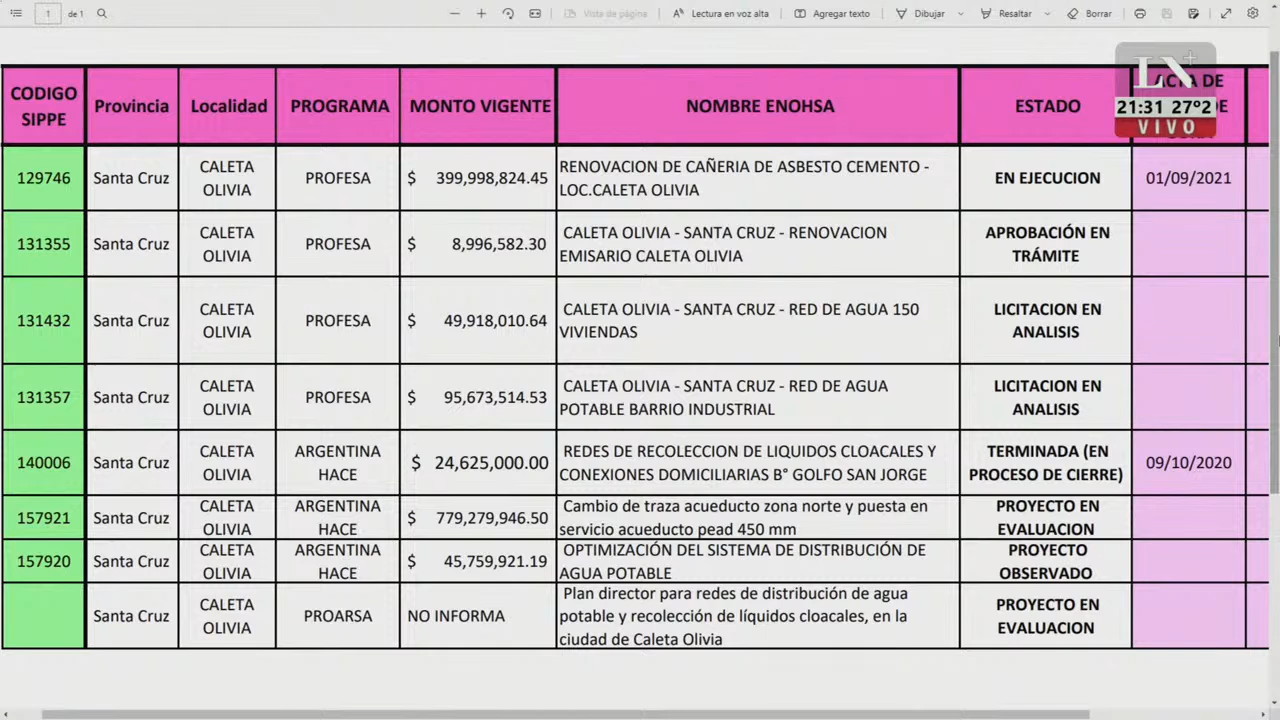 1 de 1 Vista de página Lectura en voz alta Agregar texto Dibujar Resaltar Borrar
LN+
21:31 27º2
VIVO
CODIGO
SIPPE
Provincia
Localidad
PROGRAMA
MONTO VIGENTE
NOMBRE ENOHSA
ESTADO
ACTA DE
129746
Santa Cruz
CALETA
OLIVIA
PROFESA
$ 399,998,824.45
RENOVACION DE CAÑERIA DE ASBESTO CEMENTO -
LOC.CALETA OLIVIA
EN EJECUCION
01/09/2021
131355
Santa Cruz
CALETA
OLIVIA
PROFESA
$ 8,996,582.30
CALETA OLIVIA - SANTA CRUZ - RENOVACION
EMISARIO CALETA OLIVIA
APROBACIÓN EN
TRÁMITE
131432
Santa Cruz
CALETA
OLIVIA
PROFESA
$ 49,918,010.64
CALETA OLIVIA - SANTA CRUZ - RED DE AGUA 150
VIVIENDAS
LICITACION EN
ANALISIS
131357
Santa Cruz
CALETA
OLIVIA
PROFESA
$ 95,673,514.53
CALETA OLIVIA - SANTA CRUZ - RED DE AGUA
POTABLE BARRIO INDUSTRIAL
LICITACION EN
ANALISIS
140006
Santa Cruz
CALETA
OLIVIA
ARGENTINA
HACE
$ 24,625,000.00
REDES DE RECOLECCION DE LIQUIDOS CLOACALES Y
CONEXIONES DOMICILIARIAS B° GOLFO SAN JORGE
TERMINADA (EN
PROCESO DE CIERRE)
09/10/2020
157921
Santa Cruz
CALETA
OLIVIA
ARGENTINA
HACE
$ 779,279,946.50
Cambio de traza acueducto zona norte y puesta en
servicio acueducto pead 450 mm
PROYECTO EN
EVALUACION
157920
Santa Cruz
CALETA
OLIVIA
ARGENTINA
HACE
$ 45,759,921.19
OPTIMIZACIÓN DEL SISTEMA DE DISTRIBUCIÓN DE
AGUA POTABLE
PROYECTO
OBSERVADO
Santa Cruz
CALETA
OLIVIA
PROARSA
NO INFORMA
Plan director para redes de distribución de agua
potable y recolección de líquidos cloacales, en la
ciudad de Caleta Olivia
PROYECTO EN
EVALUACION